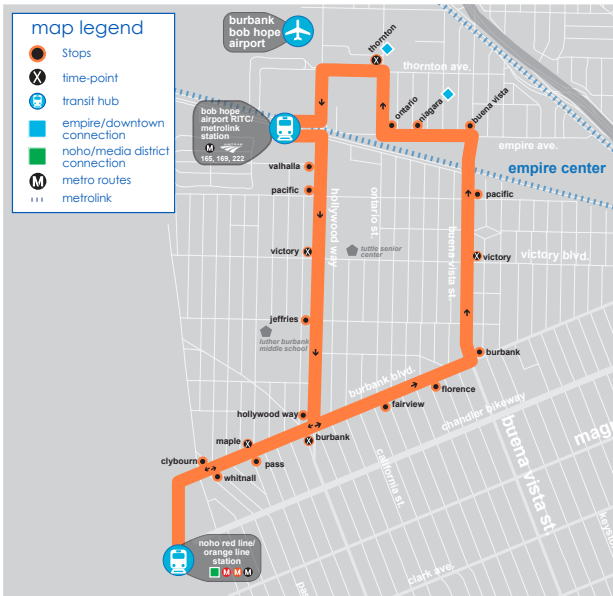 map legend
Stops
X
time-point
transit hub
empire/downtown
connection
noho/media district
connection
M
metro routes
metrolink
burbank
bob hope
airport
thornton
X
thornton ave.
ontario
niagara
buena vista
bob hope
airport RITC/
metrolink
station
M
165, 169, 222
empire ave.
empire center
valhalla
pacific
pacific
hollywood way
ontario st.
buena vista st.
victory
X
tuttle senior
center
X
victory
victory blvd.
jeffries
luther burbank
middle school
burbank
burbank blvd.
florence
fairview
chandler bikeway
hollywood way
X
burbank
maple
X
pass
clybourn
whitnall
california st.
buena vista st.
noho red line/
orange line
station
M M M
clark ave.